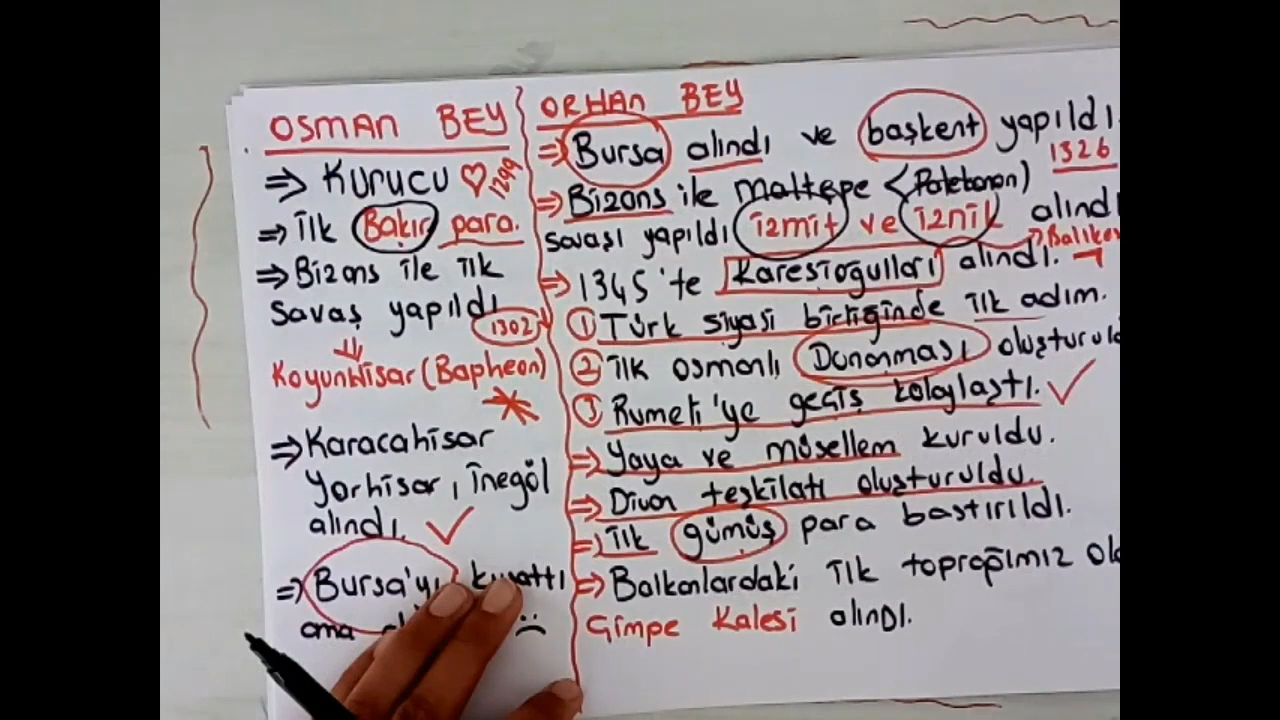 OSMAN BEY
⇒ Kurucu ♡ 1299
⇒ İlk Bakır para.
⇒ Bizans ile ilk
savaş yapıldı
1302
Koyunhisar (Bapheon)
⇒ Karacahisar
Yarhisar, İnegöl
alındı.
⇒ Bursa'yı kuşattı
ama
ORHAN BEY
⇒ Bursa alındı ve başkent yapıldı.
1326
⇒ Bizans ile Maltepe (Palekanon)
savaşı yapıldı İzmit ve İznik alındı
⇒ 1345'te Karesioğulları alındı. → Balıkes
① Türk siyasi birliğinde ilk adım.
② İlk osmanlı Donanması oluşturuld
③ Rumeli'ye geçiş kolaylaştı.
⇒ Yaya ve müsellem kuruldu.
⇒ Divan teşkilatı oluşturuldu.
⇒ İlk gümüş para bastırıldı.
⇒ Balkanlardaki ilk toprağımız ola
Çimpe Kalesi alındı.